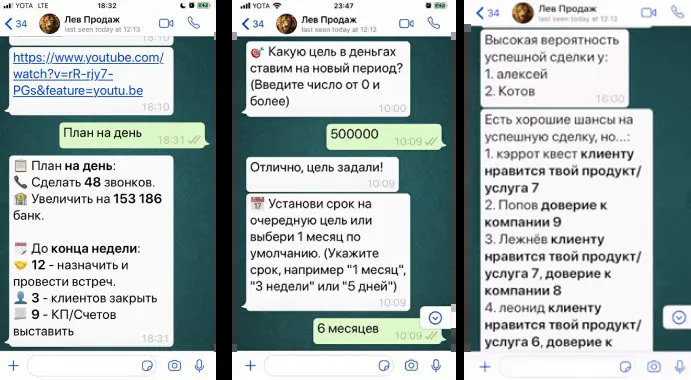 YOTA LTE
18:32
34
Лев Продаж
last seen today at 12:13
18:10
https://www.youtube.com/
watch?v=rR-rjy7-
PGs&feature=youtu.be
18:10
План на день
18:31
План на день:
Сделать 48 звонков.
Увеличить на 153 186
банк.
До конца недели:
12 - назначить и
провести встреч.
3 - клиентов закрыть
9 - КП/Счетов
выставить
18:31
YOTA
23:47
34
Лев Продаж
last seen today at 12:12
Какую цель в деньгах
ставим на новый период?
(Введите число от 0 и
более)
10:00
500000
10:09
Отлично, цель задали!
10:09
Установи срок на
очередную цель или
выбери 1 месяц по
умолчанию. (Укажите
срок, например "1 месяц",
"3 недели" или "5 дней")
10:09
6 месяцев
10:09
34
Лев Продаж
last seen today at 12:12
Высокая вероятность
успешной сделки у:
1. алексей
2. Котов
16:00
Есть хорошие шансы на
успешную сделку, но...:
1. кэррот квест клиенту
нравится твой продукт/
услуга 7
2. Попов доверие к
компании 9
3. Лежнёв клиенту
нравится твой продукт/
услуга 7, доверие к
компании 8
4. леонид клиенту
нравится твой продукт/
услуга 6, доверие к